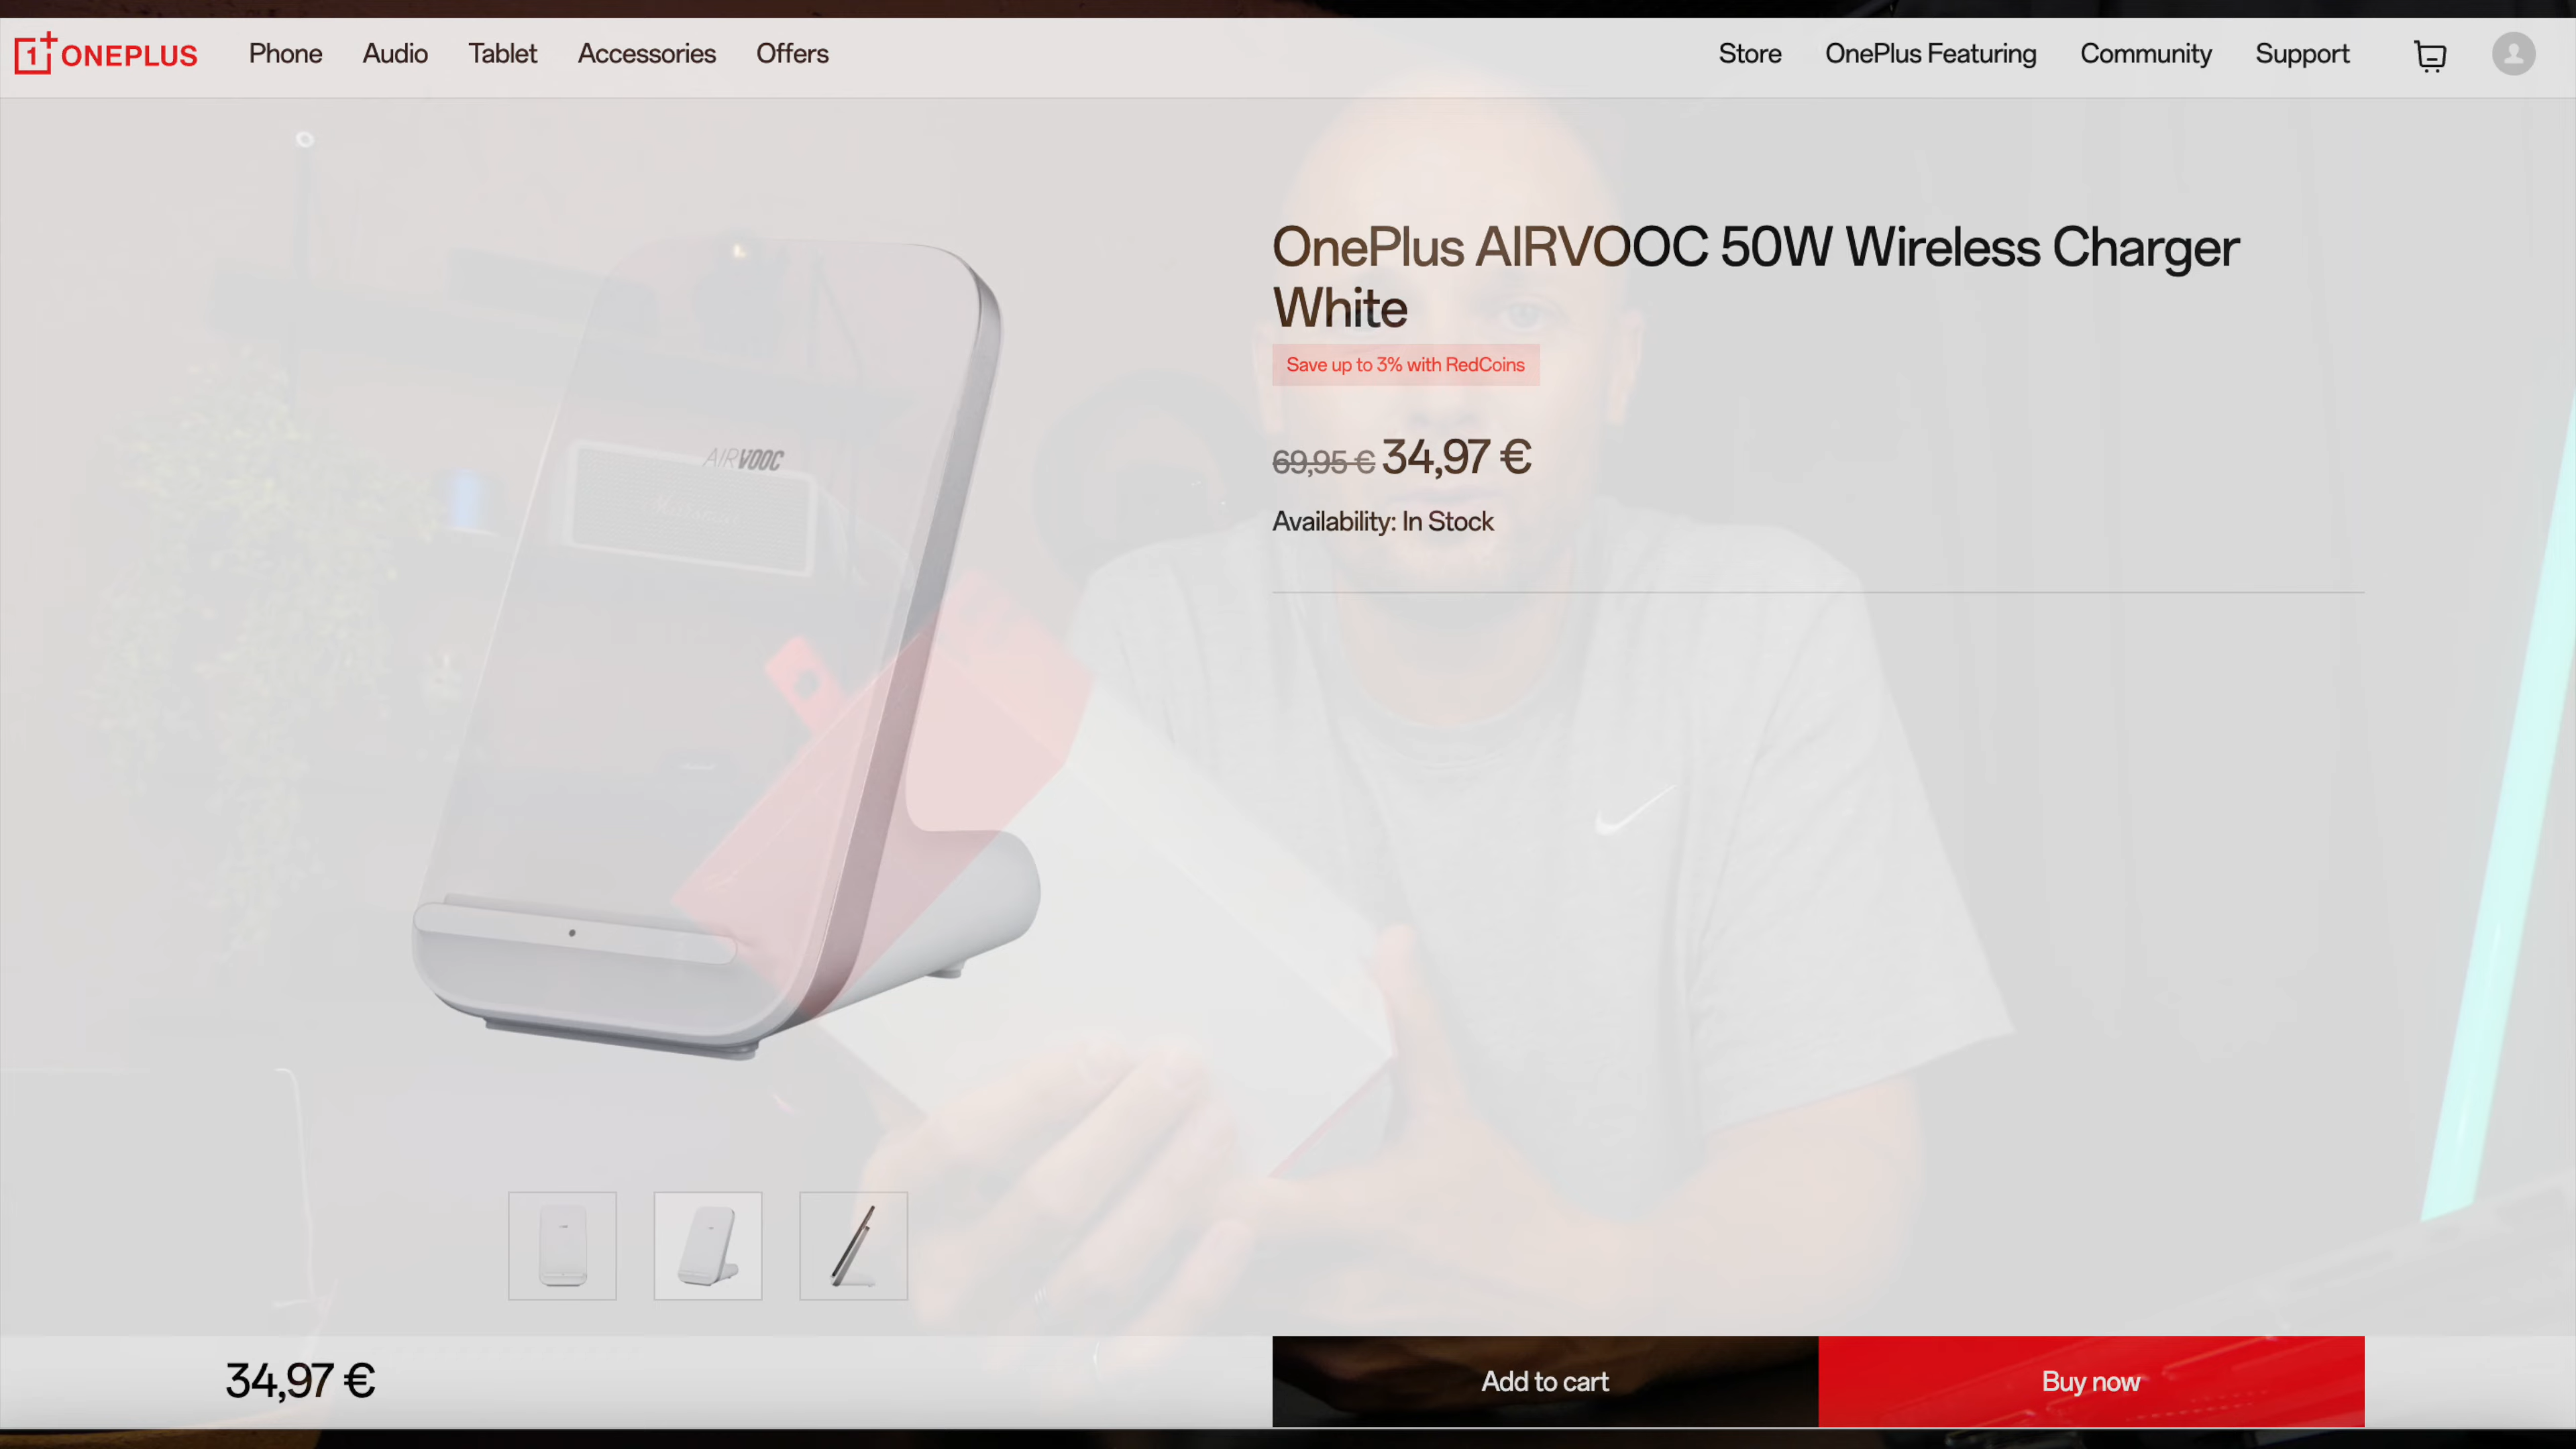 1+ ONEPLUS
Phone Audio Tablet Accessories Offers
Store OnePlus Featuring Community Support
OnePlus AIRVOOC 50W Wireless Charger
White
Save up to 3% with RedCoins
69,95 € 34,97 €
Availability: In Stock
AIRVOOC
Marshall
34,97 €
Add to cart
Buy now